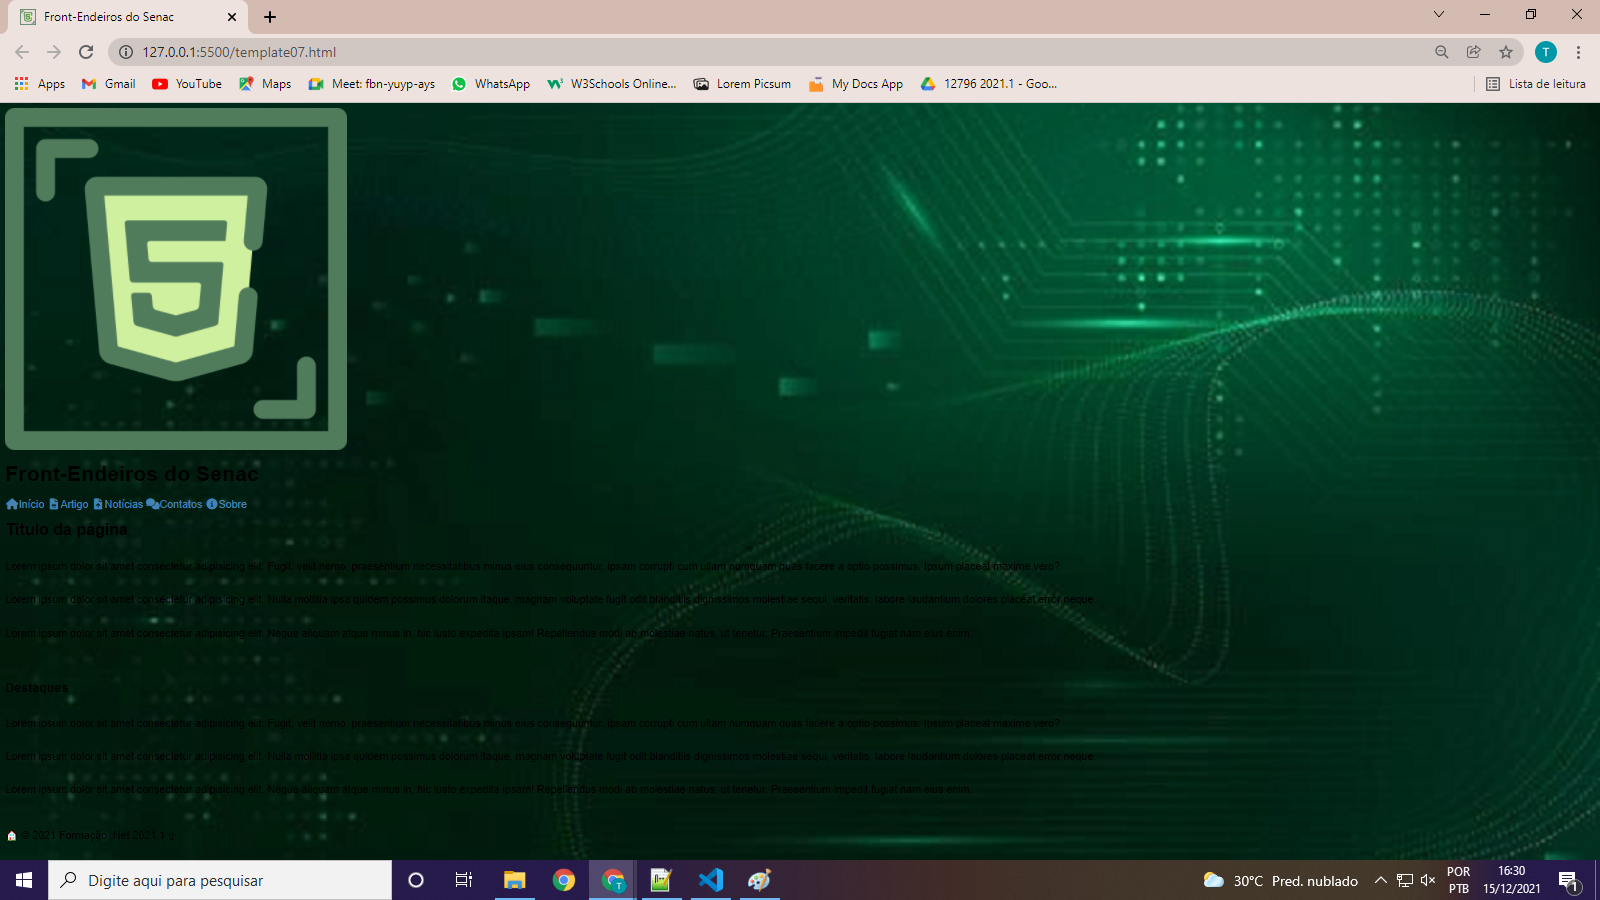 Front-Endeiros do Senac
127.0.0.1:5500/template07.html
T
Apps Gmail YouTube Maps Meet: fbn-yuyp-ays WhatsApp W3Schools Online... Lorem Picsum My Docs App 12796 2021.1 - Goo... Lista de leitura
5
Front-Endeiros do Senac
Início Artigo Notícias Contatos Sobre
Título da página
Lorem ipsum dolor sit amet consectetur adipisicing elit. Fugit, velit nemo, praesentium necessitatibus minus eius consequuntur, ipsam corrupti cum ullam numquam quas facere a optio possimus. Ipsum placeat maxime vero?
Lorem ipsum dolor sit amet consectetur adipisicing elit. Nulla mollitia ipsa quidem possimus dolorum itaque, magnam voluptate fugit odit blanditiis dignissimos molestiae sequi, veritatis, labore laudantium dolores placeat error neque.
Lorem ipsum dolor sit amet consectetur adipisicing elit. Neque aliquam atque minus in, hic iusto expedita ipsam! Repellendus modi ab molestiae natus, ut tenetur. Praesentium impedit fugiat nam eius enim.
Destaques
Lorem ipsum dolor sit amet consectetur adipisicing elit. Fugit, velit nemo, praesentium necessitatibus minus eius consequuntur, ipsam corrupti cum ullam numquam quas facere a optio possimus. Ipsum placeat maxime vero?
Lorem ipsum dolor sit amet consectetur adipisicing elit. Nulla mollitia ipsa quidem possimus dolorum itaque, magnam voluptate fugit odit blanditiis dignissimos molestiae sequi, veritatis, labore laudantium dolores placeat error neque.
Lorem ipsum dolor sit amet consectetur adipisicing elit. Neque aliquam atque minus in, hic iusto expedita ipsam! Repellendus modi ab molestiae natus, ut tenetur. Praesentium impedit fugiat nam eius enim.
© 2021 Formação .Net 2021.1
Digite aqui para pesquisar
T
30°C Pred. nublado
POR
PTB
16:30
15/12/2021
1